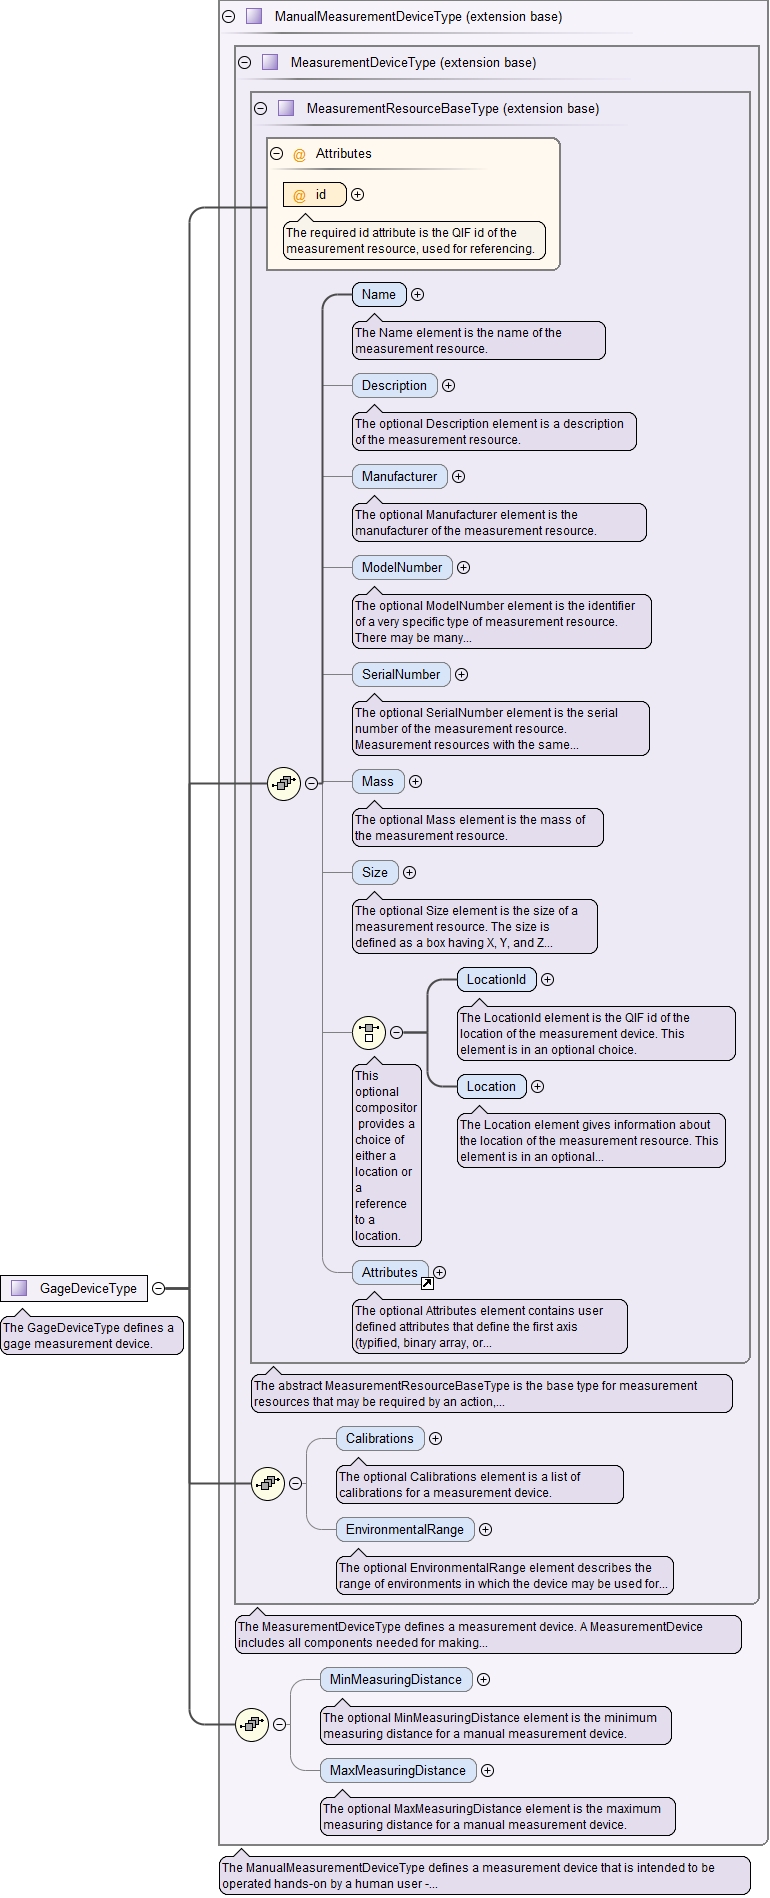 ManualMeasurementDeviceType (extension base)
MeasurementDeviceType (extension base)
MeasurementResourceBaseType (extension base)
@ Attributes
@ id
The required id attribute is the QIF id of the
measurement resource, used for referencing.
Name
The Name element is the name of the
measurement resource.
Description
The optional Description element is a description
of the measurement resource.
Manufacturer
The optional Manufacturer element is the
manufacturer of the measurement resource.
ModelNumber
The optional ModelNumber element is the identifier
of a very specific type of measurement resource.
There may be many...
SerialNumber
The optional SerialNumber element is the serial
number of the measurement resource.
Measurement resources with the same...
Mass
The optional Mass element is the mass of
the measurement resource.
Size
The optional Size element is the size of a
measurement resource. The size is
defined as a box having X, Y, and Z...
LocationId
The LocationId element is the QIF id of the
location of the measurement device. This
element is in an optional choice.
Location
The Location element gives information about
the location of the measurement resource. This
element is in an optional...
This
optional
compositor
provides a
choice of
either a
location or
a
reference
to a
location.
Attributes
The optional Attributes element contains user
defined attributes that define the first axis
(typified, binary array, or...
GageDeviceType
The GageDeviceType defines a
gage measurement device.
The abstract MeasurementResourceBaseType is the base type for measurement
resources that may be required by an action,...
Calibrations
The optional Calibrations element is a list of
calibrations for a measurement device.
EnvironmentalRange
The optional EnvironmentalRange element describes the
range of environments in which the device may be used for...
The MeasurementDeviceType defines a measurement device. A MeasurementDevice
includes all components needed for making...
MinMeasuringDistance
The optional MinMeasuringDistance element is the minimum
measuring distance for a manual measurement device.
MaxMeasuringDistance
The optional MaxMeasuringDistance element is the maximum
measuring distance for a manual measurement device.
The ManualMeasurementDeviceType defines a measurement device that is intended to be
operated hands-on by a human user -...